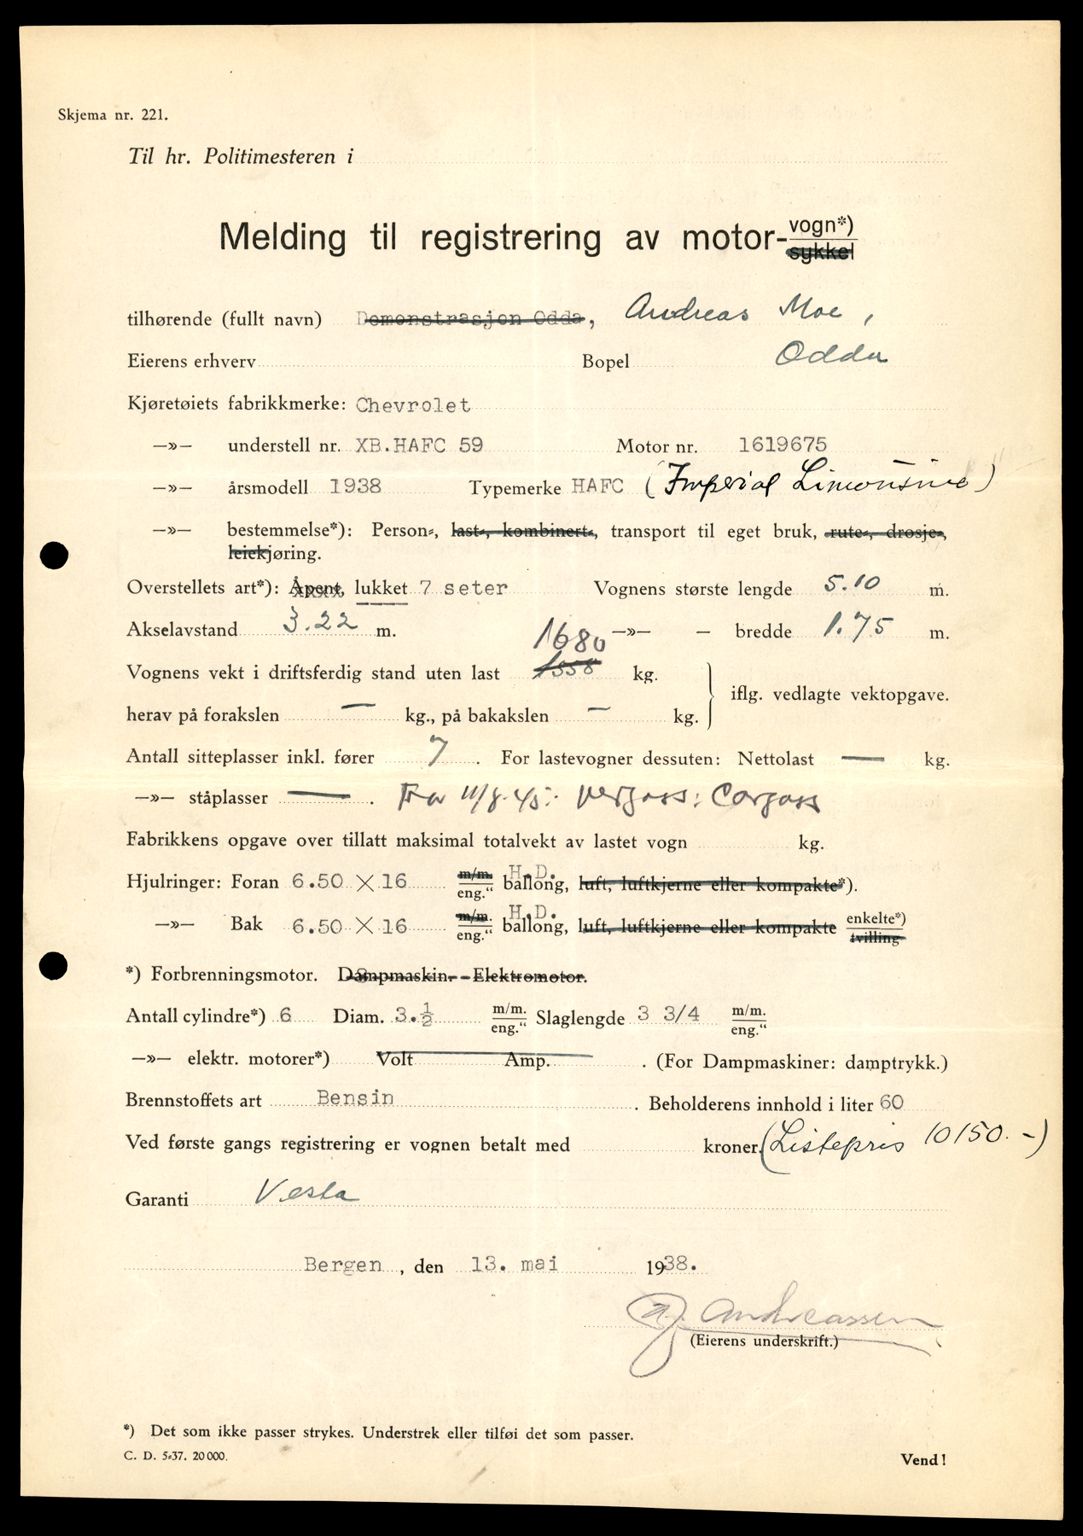 Skjema nr. 221.
Til hr. Politimesteren i
Melding til registrering av motor- vogn*)
sykkel
tilhørende (fullt navn) Demonstrasjon Odda, Andreas Moe,
Eierens erhverv Bopel Odda
Kjøretøiets fabrikkmerke: Chevrolet
—»— understell nr. XB.HAFC 59 Motor nr. 1619675
—»— årsmodell 1938 Typemerke HAFC (Imperial Limousine)
—»— bestemmelse*): Person-, last-, kombinert-, transport til eget bruk, rute-, drosje-,
leiekjøring.
Overstellets art*): Åpent, lukket 7 seter Vognens største lengde 5.10 m.
Akselavstand 3.22 m. —»— — bredde 1.75 m.
1680
Vognens vekt i driftsferdig stand uten last 1558 kg.
iflg. vedlagte vektopgave.
herav på forakslen — kg., på bakakslen — kg.
Antall sitteplasser inkl. fører 7. For lastevogner dessuten: Nettolast — kg.
—»— ståplasser — . Fra 11/8.45:
Fabrikkens opgave over tillatt maksimal totalvekt av lastet vogn kg.
Hjulringer: Foran 6.50 X 16 m/m. eng.“ H.D. ballong, luft, luftkjerne eller kompakte*).
—»— Bak 6.50 X 16 m/m. eng.“ H.D. ballong, luft, luftkjerne eller kompakte enkelte*) tvilling
*) Forbrenningsmotor. Dampmaskin. - Elektromotor.
Antall cylindre*) 6 Diam. 3.½ m/m. eng.“ Slaglengde 3 3/4 m/m. eng.“
—»— elektr. motorer*) Volt Amp. . (For Dampmaskiner: damptrykk.)
Brennstoffets art Bensin . Beholderens innhold i liter 60
Ved første gangs registrering er vognen betalt med kroner. (Listepris 10150.-)
Garanti Vesta
Bergen, den 13. mai 1938.
A. Andreassen
(Eierens underskrift.)
*) Det som ikke passer strykes. Understrek eller tilføi det som passer.
C. D. 5-37. 20 000.
Vend!